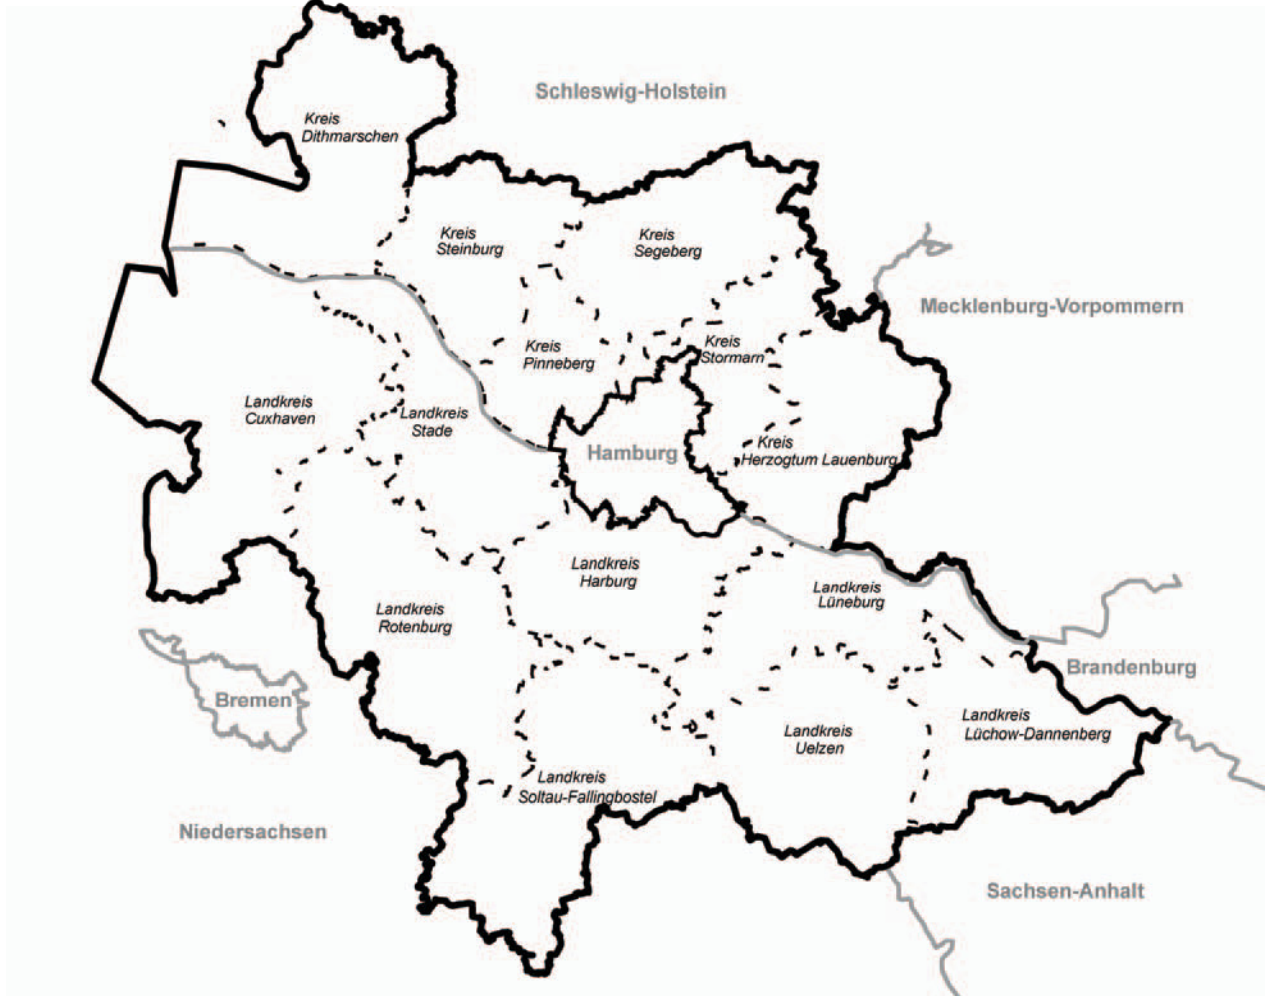 Schleswig-Holstein
Kreis
Dithmarschen
Kreis
Steinburg
Kreis
Segeberg
Mecklenburg-Vorpommern
Kreis
Pinneberg
Kreis
Stormarn
Landkreis
Cuxhaven
Landkreis
Stade
Hamburg
Kreis
Herzogtum Lauenburg
Landkreis
Harburg
Landkreis
Lüneburg
Landkreis
Rotenburg
Brandenburg
Bremen
Landkreis
Uelzen
Landkreis
Lüchow-Dannenberg
Landkreis
Soltau-Fallingbostel
Niedersachsen
Sachsen-Anhalt